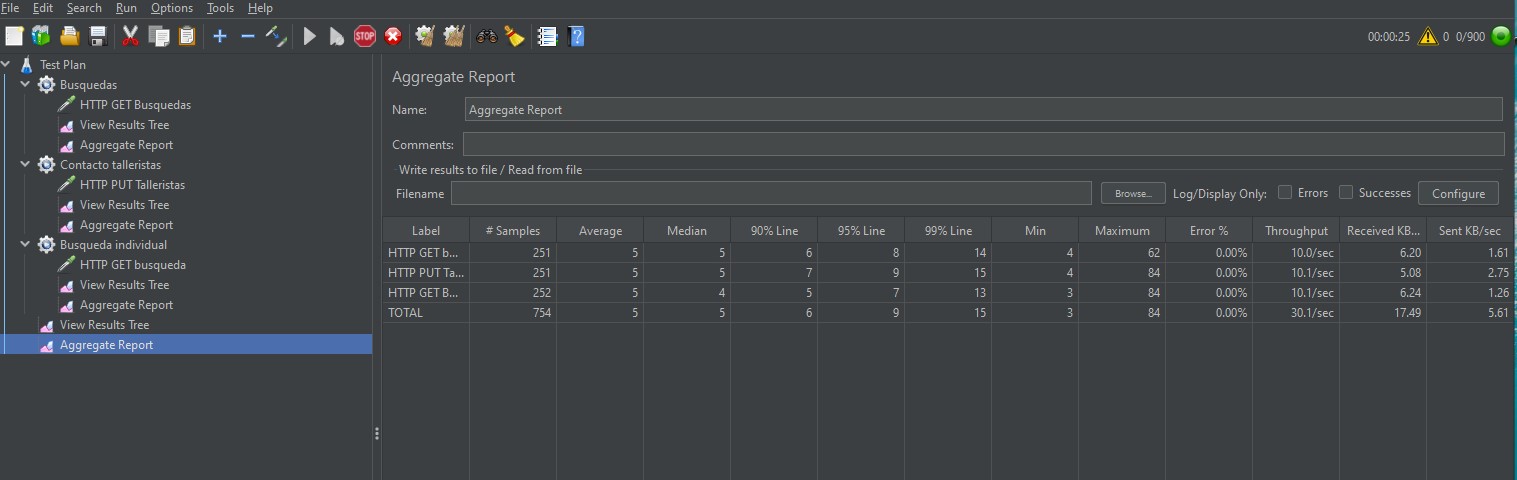 File Edit Search Run Options Tools Help
STOP 00:00:25 0 0/900
Test Plan
Busquedas
HTTP GET Busquedas
View Results Tree
Aggregate Report
Contacto talleristas
HTTP PUT Talleristas
View Results Tree
Aggregate Report
Busqueda individual
HTTP GET busqueda
View Results Tree
Aggregate Report
View Results Tree
Aggregate Report
Aggregate Report
Name: Aggregate Report
Comments:
Write results to file / Read from file
Filename Browse... Log/Display Only: Errors Successes Configure
Label # Samples Average Median 90% Line 95% Line 99% Line Min Maximum Error % Throughput Received KB... Sent KB/sec
HTTP GET b... 251 5 5 6 8 14 4 62 0.00% 10.0/sec 6.20 1.61
HTTP PUT Ta... 251 5 5 7 9 15 4 84 0.00% 10.1/sec 5.08 2.75
HTTP GET B... 252 5 4 5 7 13 3 84 0.00% 10.1/sec 6.24 1.26
TOTAL 754 5 5 6 9 15 3 84 0.00% 30.1/sec 17.49 5.61